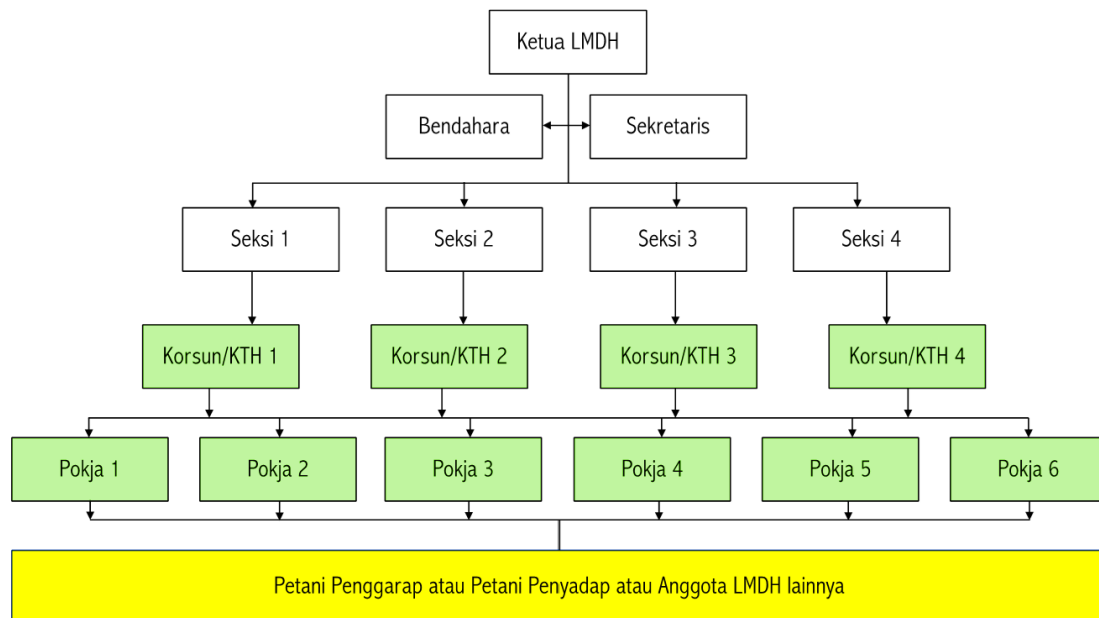 Ketua LMDH
Bendahara
Sekretaris
Seksi 1
Seksi 2
Seksi 3
Seksi 4
Korsun/KTH 1
Korsun/KTH 2
Korsun/KTH 3
Korsun/KTH 4
Pokja 1
Pokja 2
Pokja 3
Pokja 4
Pokja 5
Pokja 6
Petani Penggarap atau Petani Penyadap atau Anggota LMDH lainnya